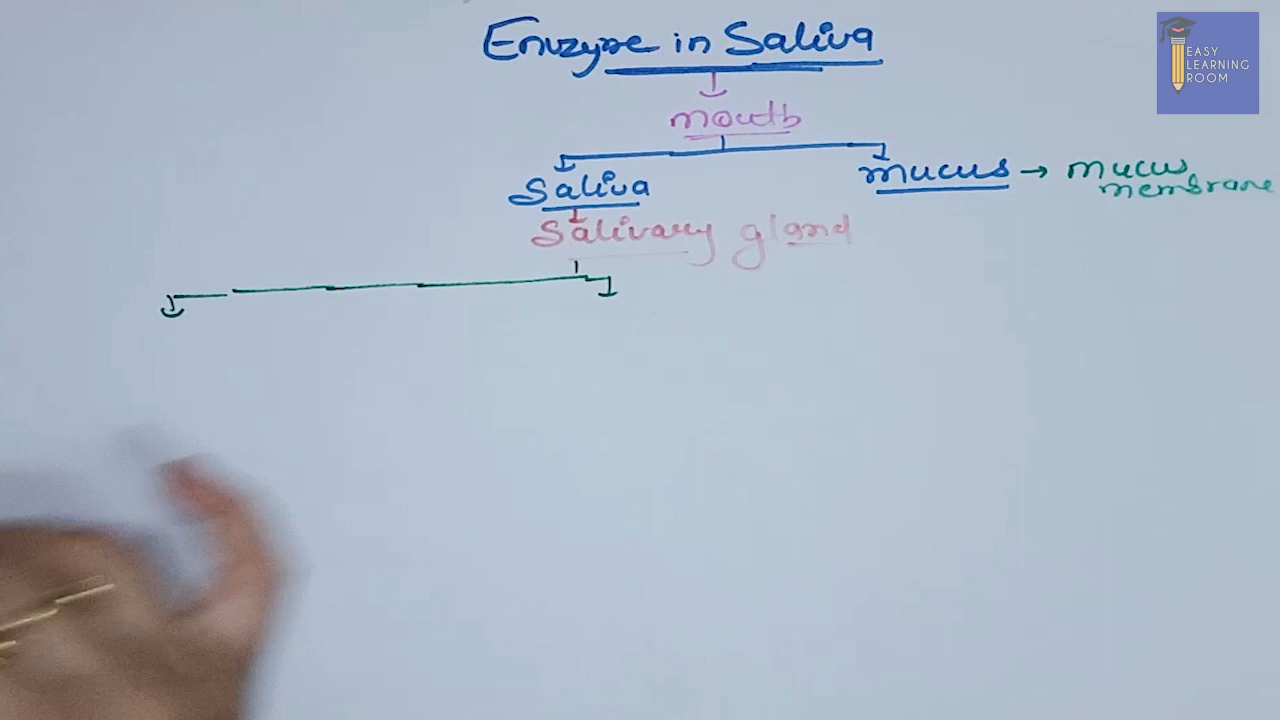 Enzyme in Saliva
EASY
LEARNING
ROOM
mouth
Saliva
mucus → mucus
membrane
Salivary gland